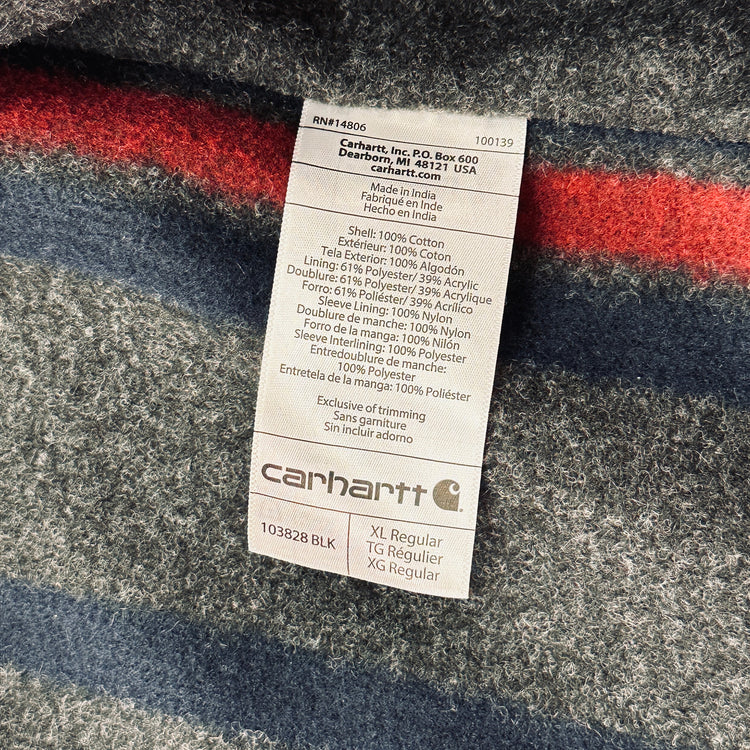 RN#14806 100139
Carhartt, Inc. P.O. Box 600
Dearborn, MI 48121 USA
carhartt.com
Made in India
Fabriqué en Inde
Hecho en India
Shell: 100% Cotton
Extérieur: 100% Coton
Tela Exterior: 100% Algodón
Lining: 61% Polyester/ 39% Acrylic
Doublure: 61% Polyester/ 39% Acrylique
Forro: 61% Poliéster/ 39% Acrílico
Sleeve Lining: 100% Nylon
Doublure de manche: 100% Nylon
Forro de la manga: 100% Nilón
Sleeve Interlining: 100% Polyester
Entredoublure de manche:
100% Polyester
Entretela de la manga: 100% Poliéster
Exclusive of trimming
Sans garniture
Sin incluir adorno
carhartt
103828 BLK
XL Regular
TG Régulier
XG Regular